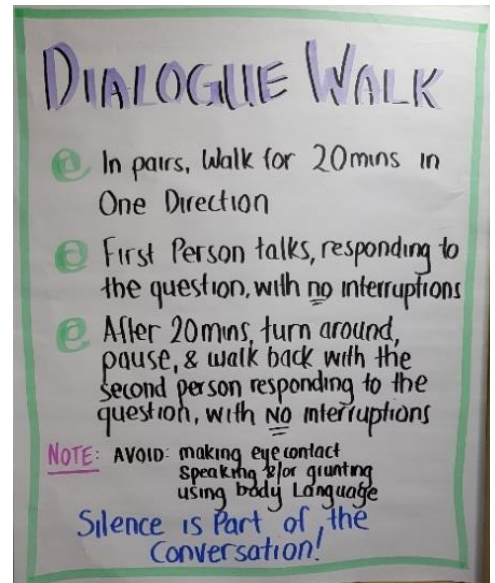 DIALOGUE WALK
In pairs, Walk for 20mins in
One Direction
First Person talks, responding to
the question, with no interruptions
After 20mins, turn around,
pause, & walk back with the
second person responding to the
question, with NO interruptions
NOTE: AVOID: making eye contact
Speaking &/or grunting
using body Language
Silence is Part of the
Conversation!